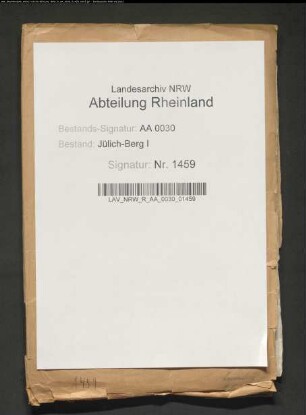 Landesarchiv NRW
Abteilung Rheinland
Bestands-Signatur: AA 0030
Bestand: Jülich-Berg I
Signatur: Nr. 1459
LAV_NRW_R_AA_0030_01459